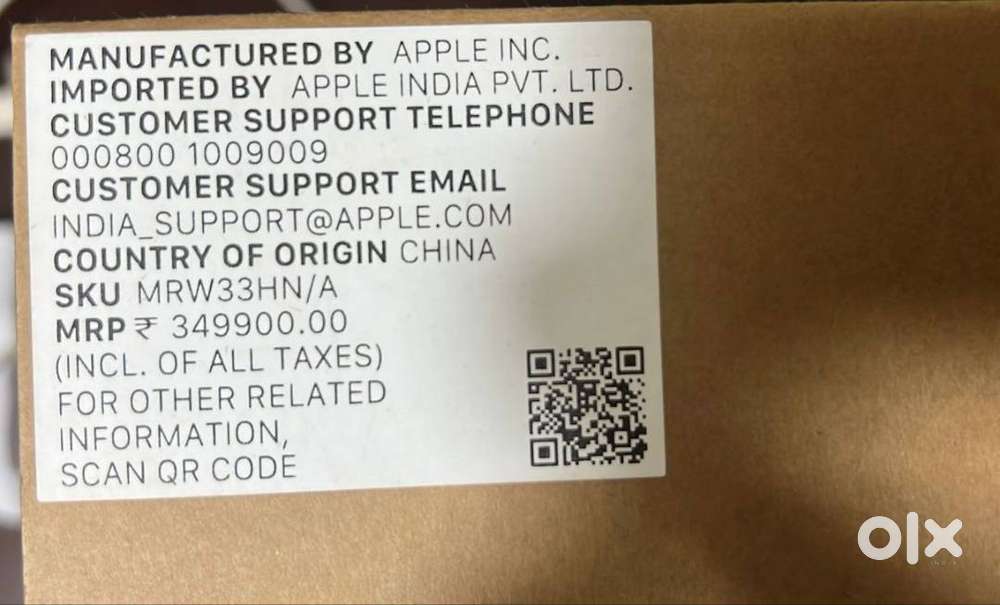 MANUFACTURED BY APPLE INC.
IMPORTED BY APPLE INDIA PVT. LTD.
CUSTOMER SUPPORT TELEPHONE
000800 1009009
CUSTOMER SUPPORT EMAIL
INDIA_SUPPORT@APPLE.COM
COUNTRY OF ORIGIN CHINA
SKU MRW33HN/A
MRP ₹ 349900.00
(INCL. OF ALL TAXES)
FOR OTHER RELATED
INFORMATION,
SCAN QR CODE
olx
INDIA